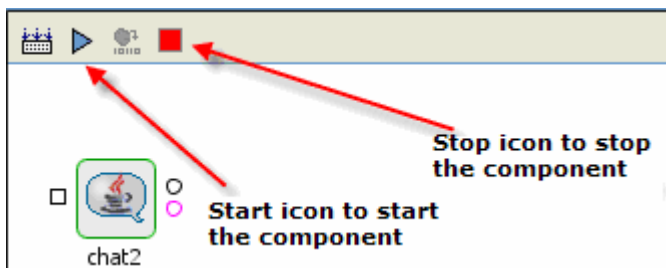 Stop icon to stop
the component
Start icon to start
the component
chat2